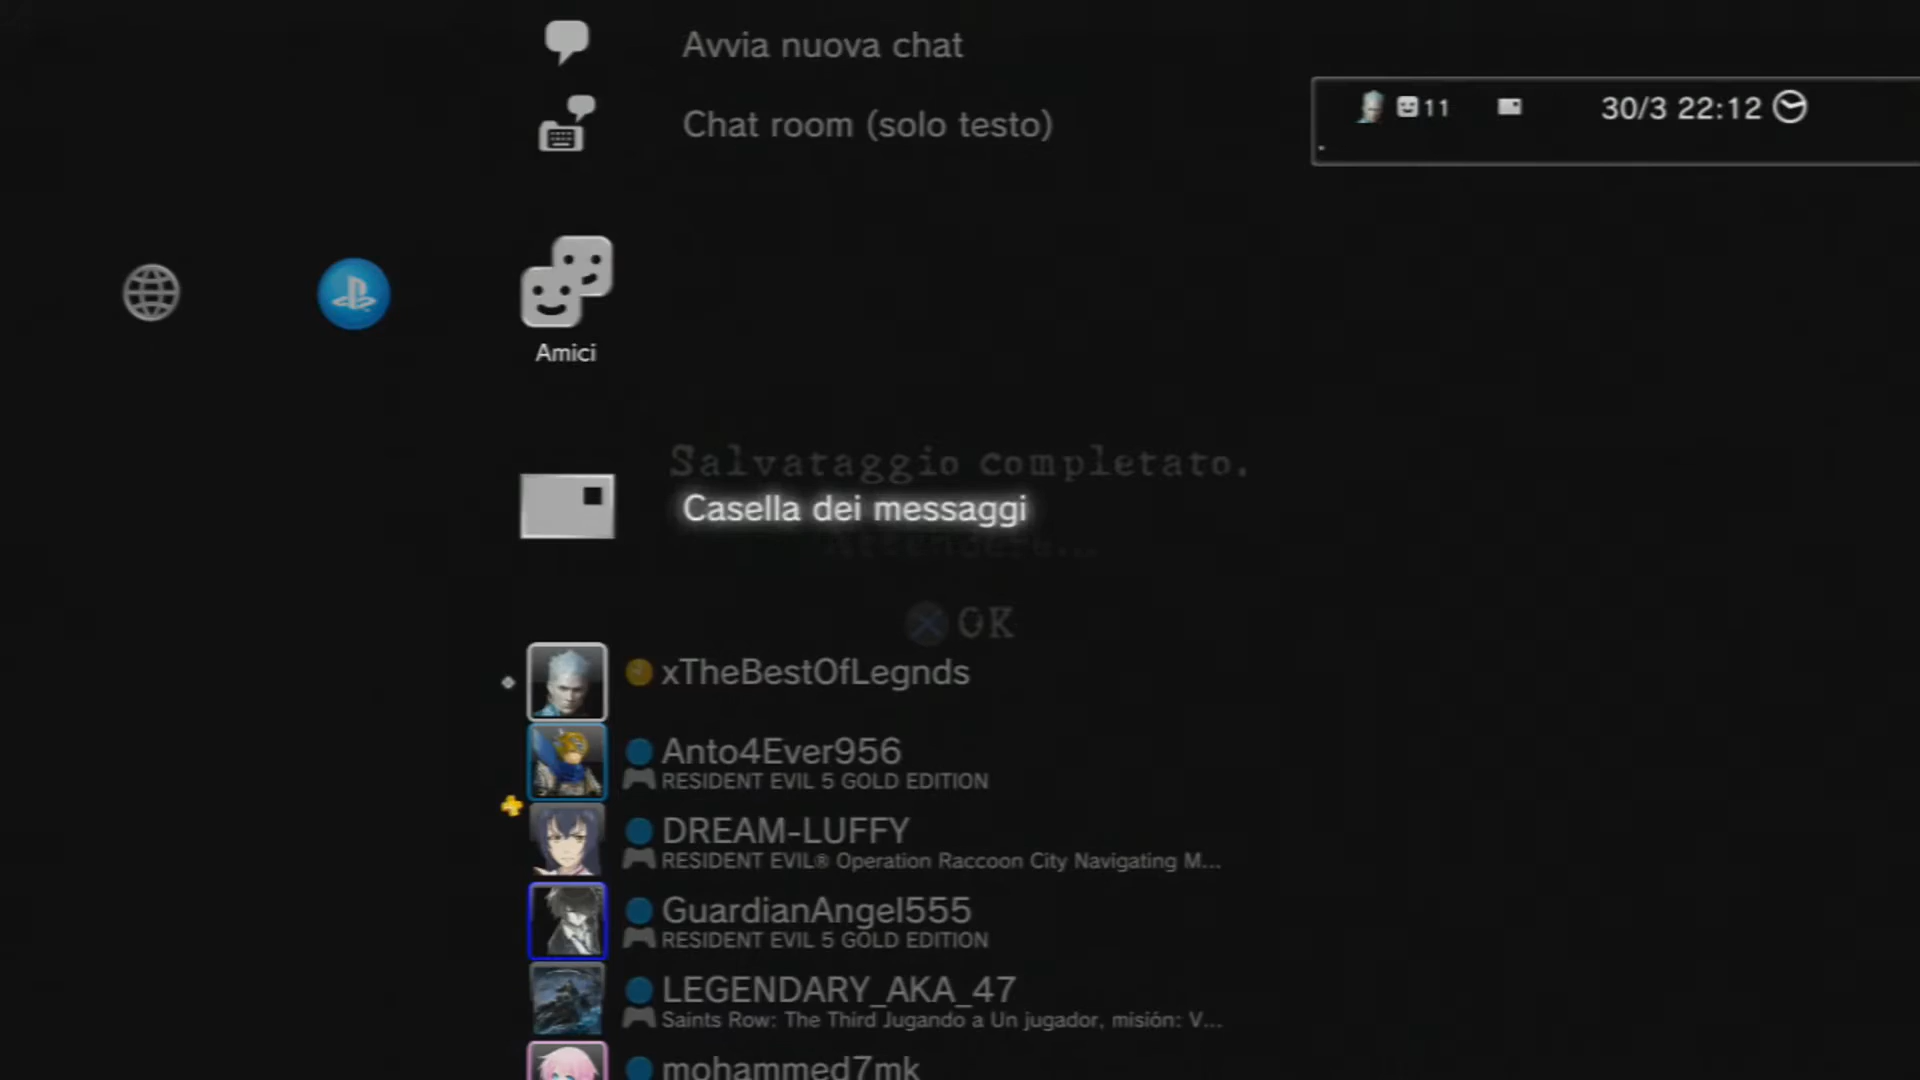 Avvia nuova chat
Chat room (solo testo)
11
30/3 22:12
Amici
Salvataggio completato.
Casella dei messaggi
Attendere...
OK
xTheBestOfLegnds
Anto4Ever956
RESIDENT EVIL 5 GOLD EDITION
DREAM-LUFFY
RESIDENT EVIL® Operation Raccoon City Navigating M...
GuardianAngel555
RESIDENT EVIL 5 GOLD EDITION
LEGENDARY_AKA_47
Saints Row: The Third Jugando a Un jugador, misión: V...
mohammed7mk